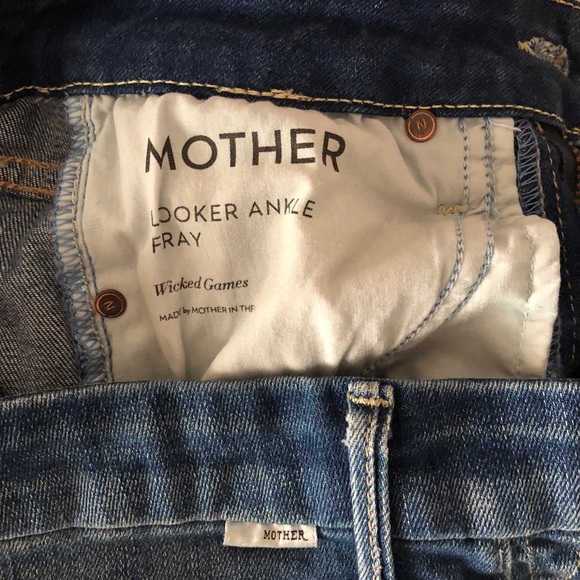 MOTHER
LOOKER ANKLE
FRAY
Wicked Games
MADE by MOTHER IN THE
MOTHER